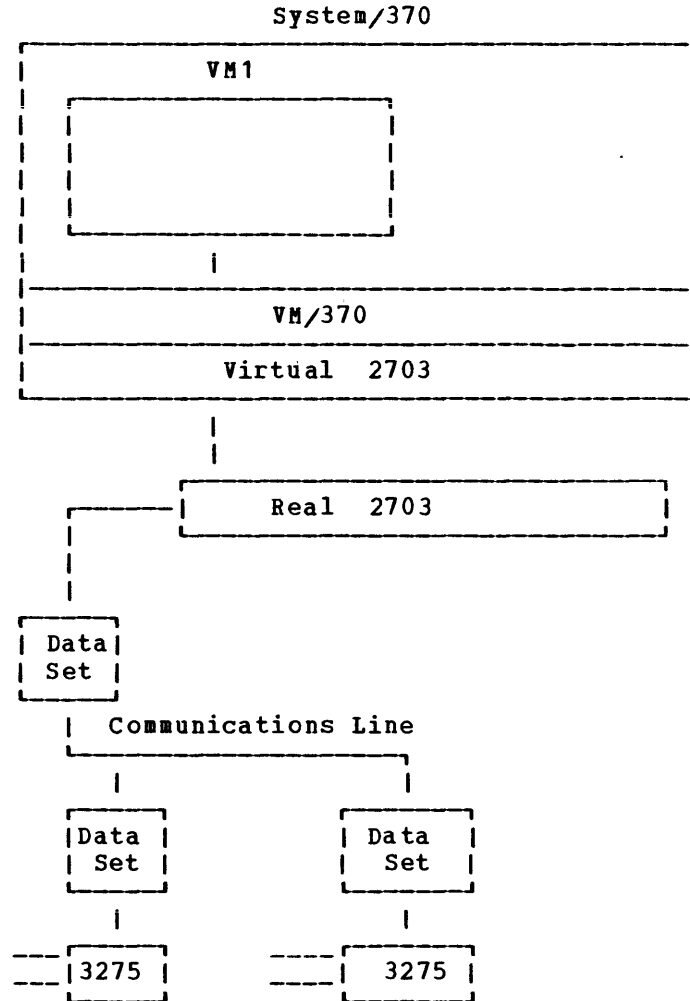 System/370
VM1
VM/370
Virtual 2703
Real 2703
Data
Set
Communications Line
Data
Set
Data
Set
3275
3275